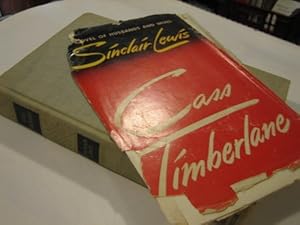 NOVEL OF HUSBANDS AND WIVES
Sinclair Lewis
Cass
Timberlane